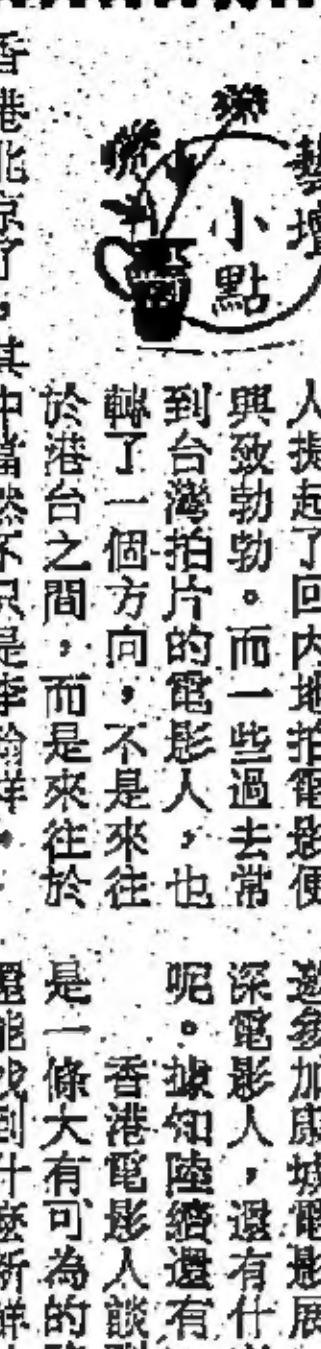 藝壇
小點
人提起了回內地拍電影便
興致勃勃。而一些過去常
到台灣拍片的電影人,也
轉了一個方向,不是來往
於港台之間,而是來往於
香港北京了,其中當然不只是李翰祥。
邀參加康城電影展
深電影人,還有什
呢。據知陸續還有
香港電影人談
是一條大有可為的
還能找到什麼新鮮